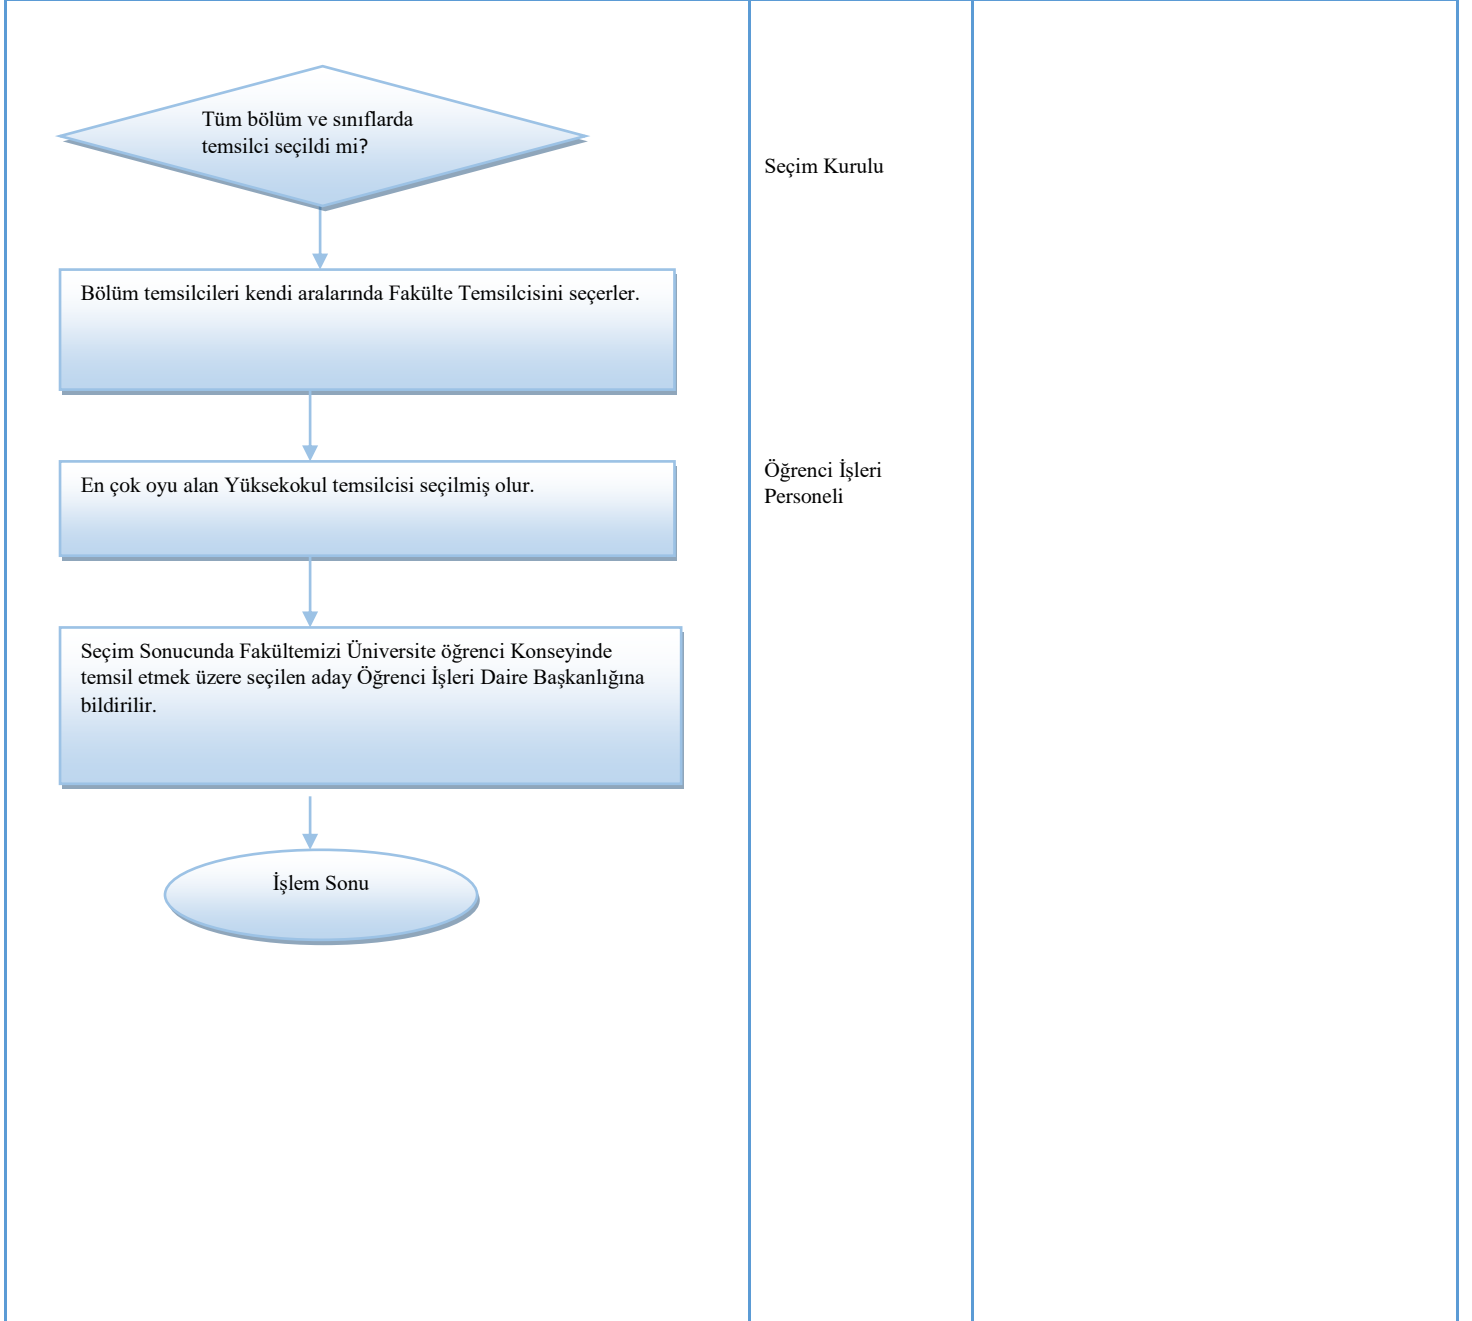 Tüm bölüm ve sınıflarda
temsilci seçildi mi?
Seçim Kurulu
Bölüm temsilcileri kendi aralarında Fakülte Temsilcisini seçerler.
Öğrenci İşleri
Personeli
En çok oyu alan Yüksekokul temsilcisi seçilmiş olur.
Seçim Sonucunda Fakültemizi Üniversite öğrenci Konseyinde
temsil etmek üzere seçilen aday Öğrenci İşleri Daire Başkanlığına
bildirilir.
İşlem Sonu